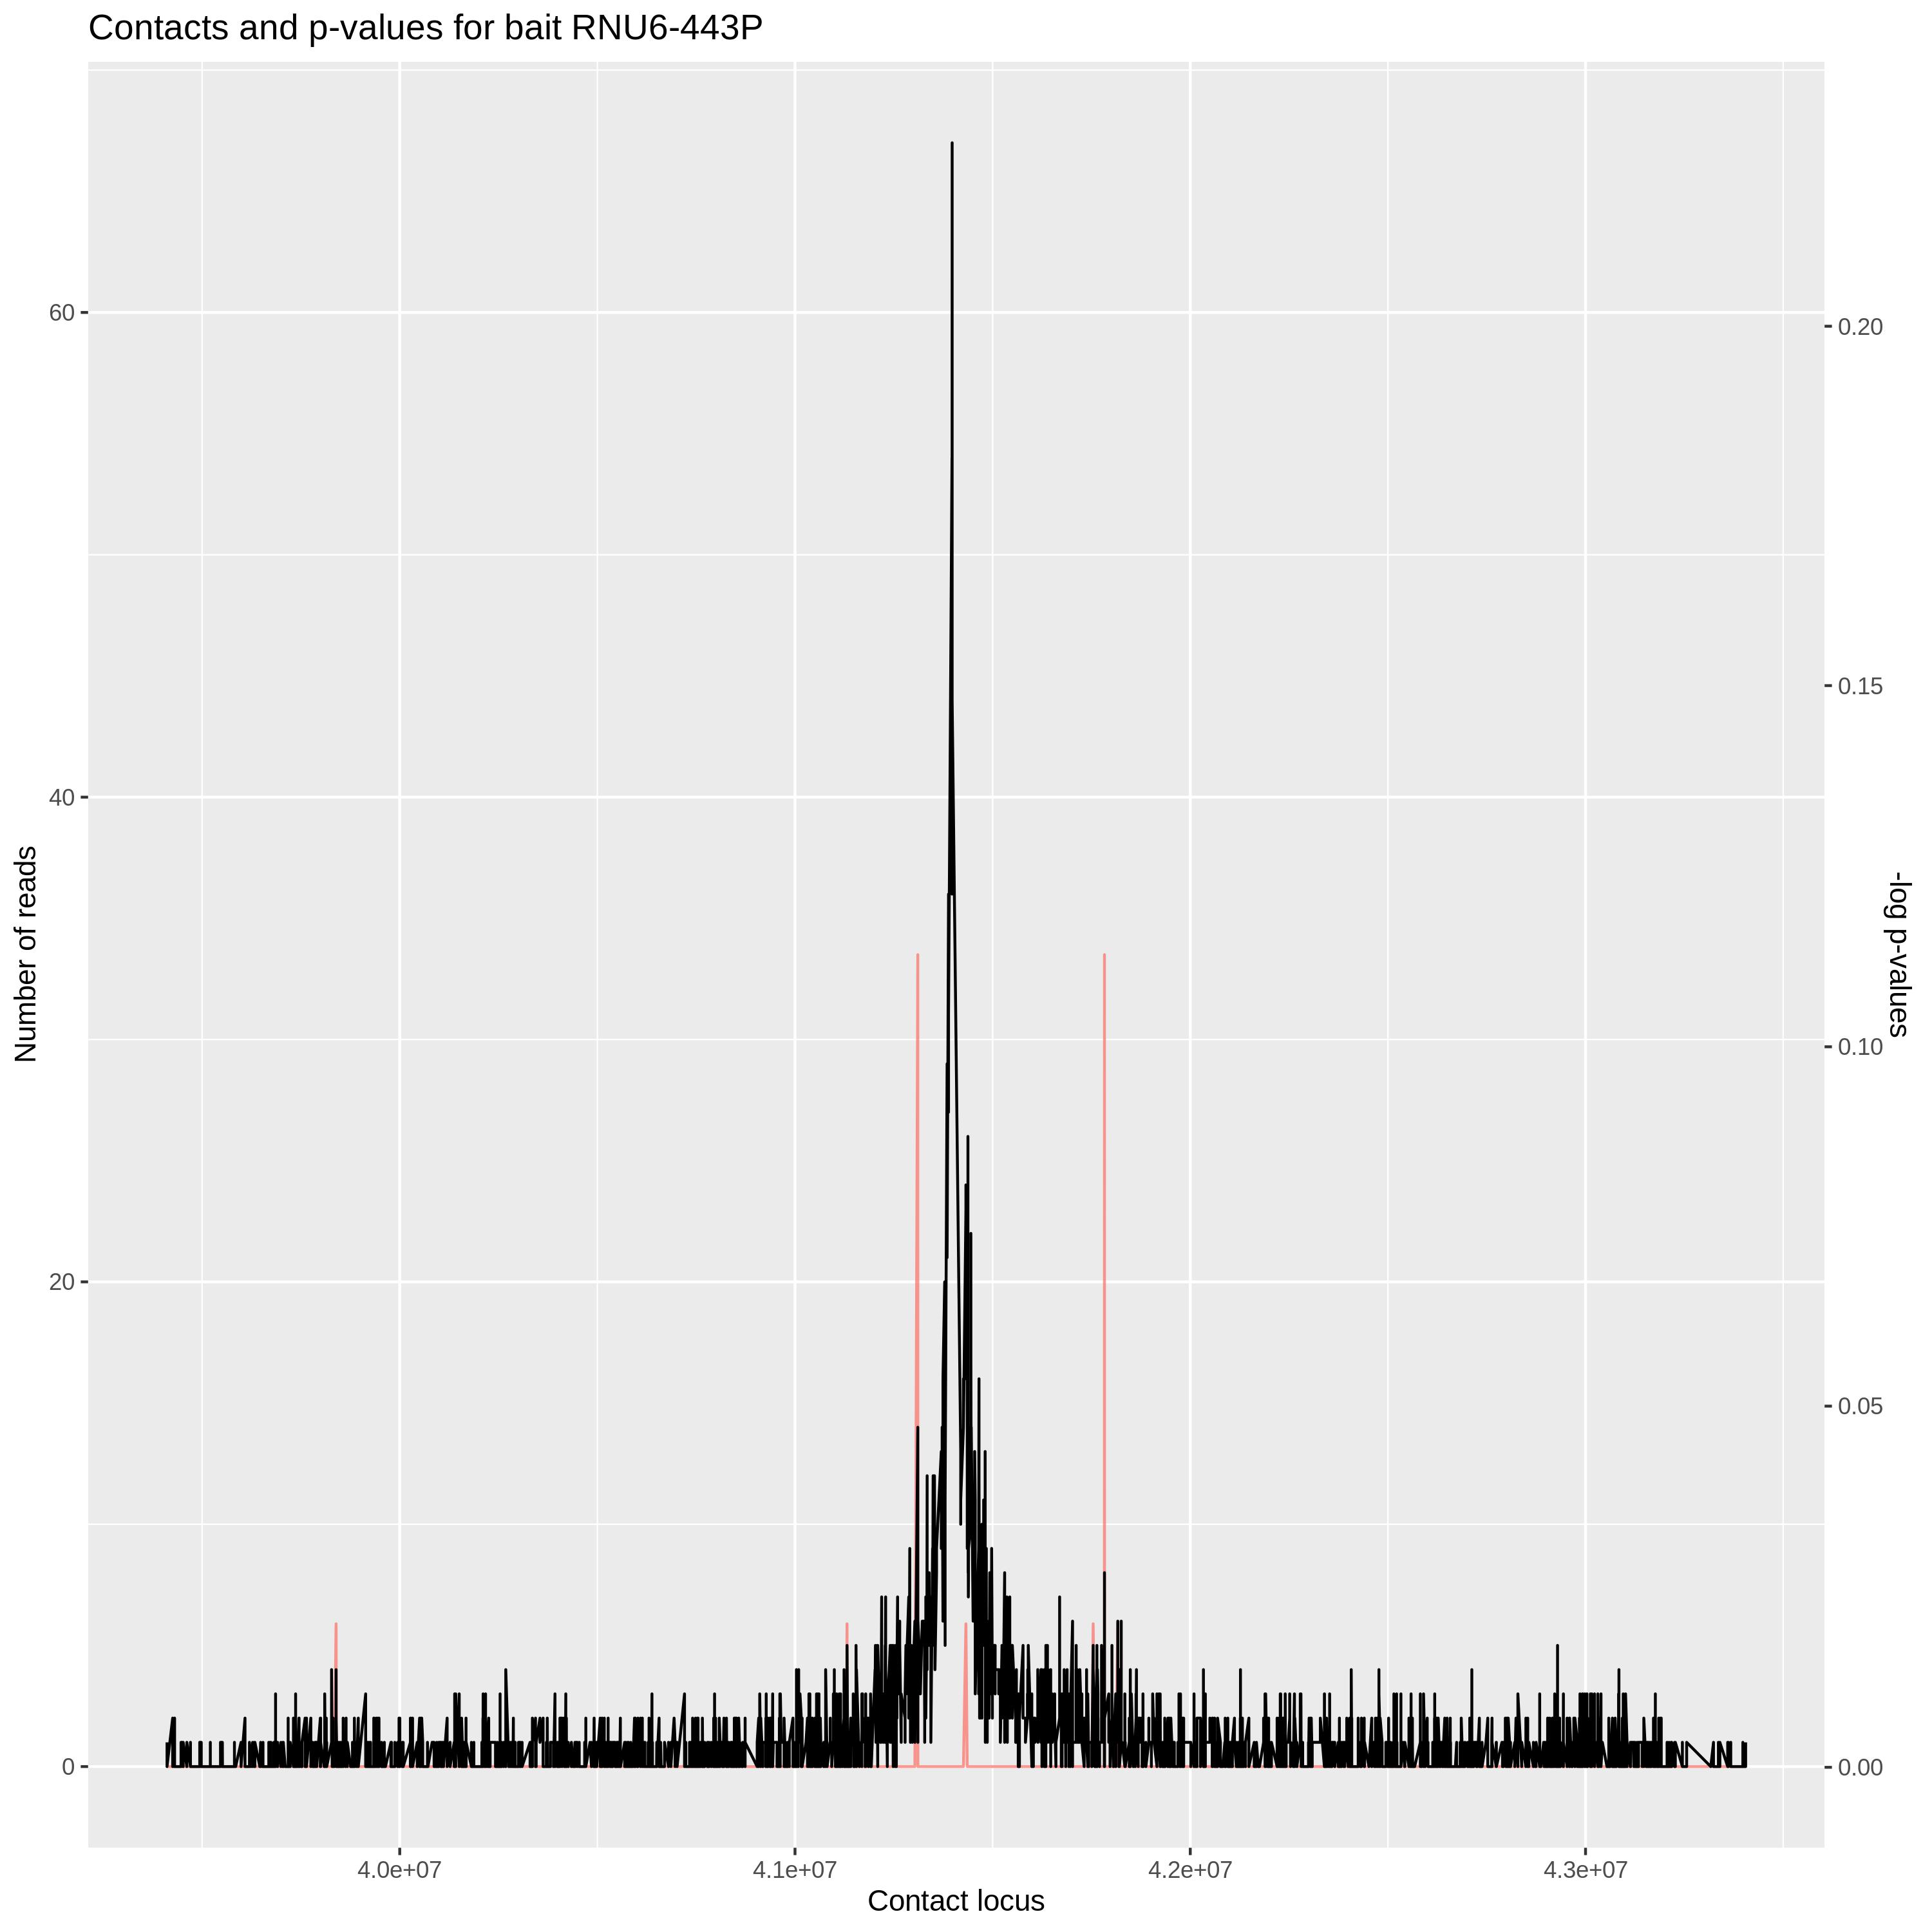 Contacts and p-values for bait RNU6-443P
60
40
20
0
Number of reads
0.20
0.15
0.10
0.05
0.00
-log p-values
4.0e+07
4.1e+07
4.2e+07
4.3e+07
Contact locus